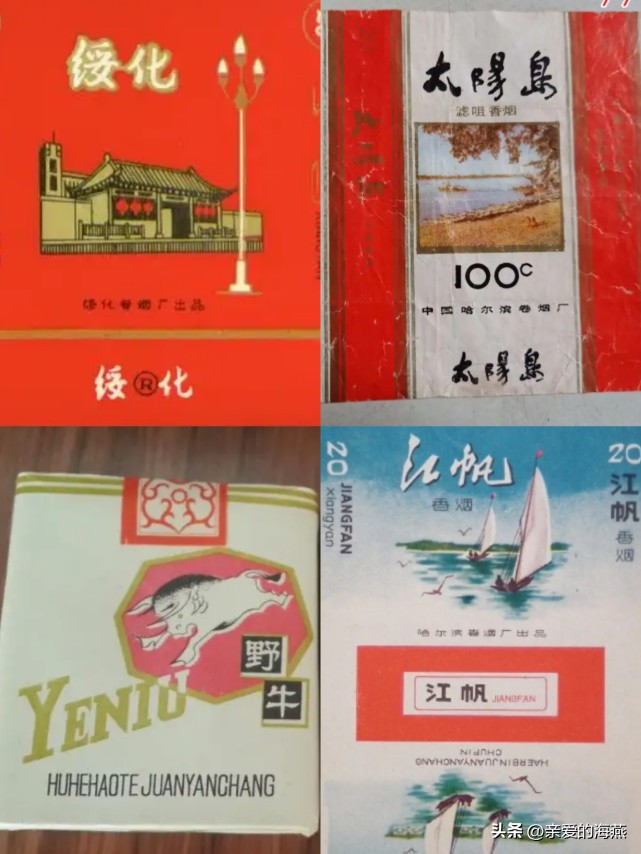 绥化
绥化卷烟厂出品
绥®化
太陽島
滤咀香烟
100C
中国哈尔滨卷烟厂
太陽島
野
牛
YENIU
HUHEHAOTE JUANYANCHANG
20
JIANGFAN
xiangyan
江帆
香烟
20
江帆
香烟
哈尔滨卷烟厂出品
江帆 JIANGFAN
HAERBINJUANYANCHANG
CHUPIN
头条 @亲爱的海燕